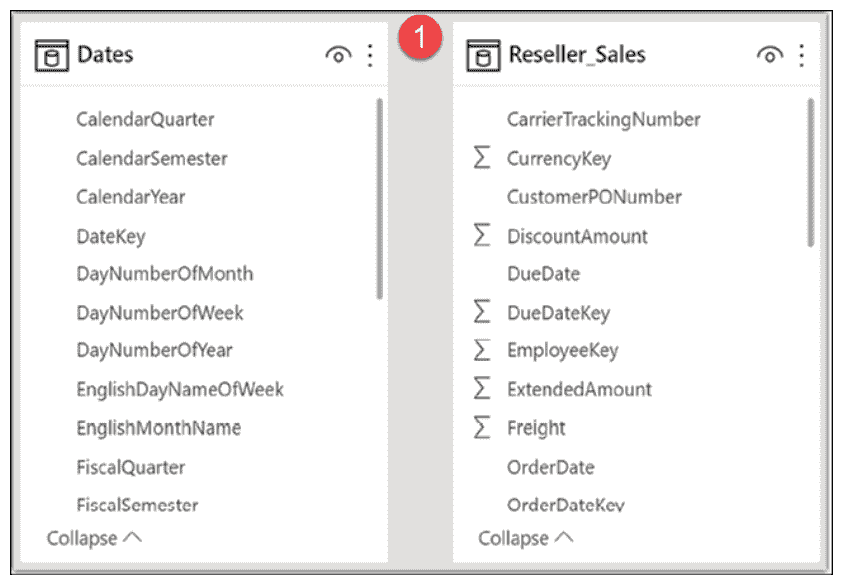 Dates
CalendarQuarter
CalendarSemester
CalendarYear
DateKey
DayNumberOfMonth
DayNumberOfWeek
DayNumberOfYear
EnglishDayNameOfWeek
EnglishMonthName
FiscalQuarter
FiscalSemester
Collapse
1
Reseller_Sales
CarrierTrackingNumber
Σ CurrencyKey
CustomerPONumber
Σ DiscountAmount
DueDate
Σ DueDateKey
Σ EmployeeKey
Σ ExtendedAmount
Σ Freight
OrderDate
OrderDateKey
Collapse